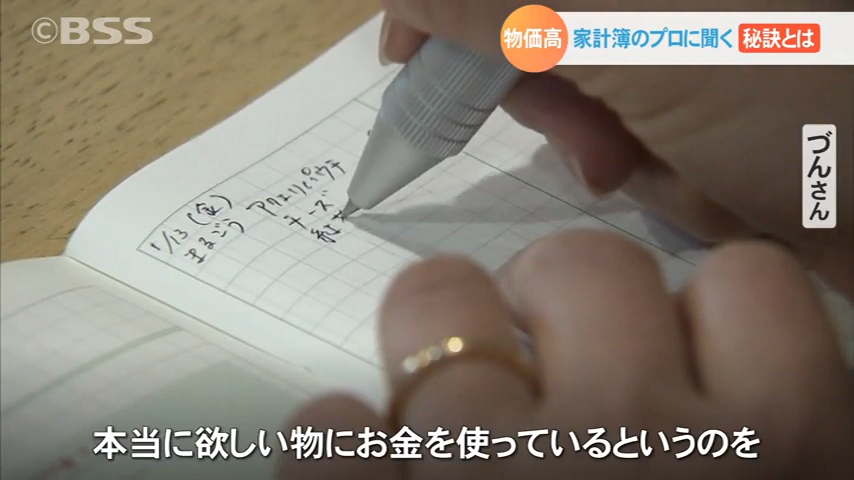 ©BSS
物価高
家計簿のプロに聞く
秘訣とは
づんさん
1/13(金)
まるごう
アクエリパウチ
チーズ
紅
本当に欲しい物にお金を使っているというのを